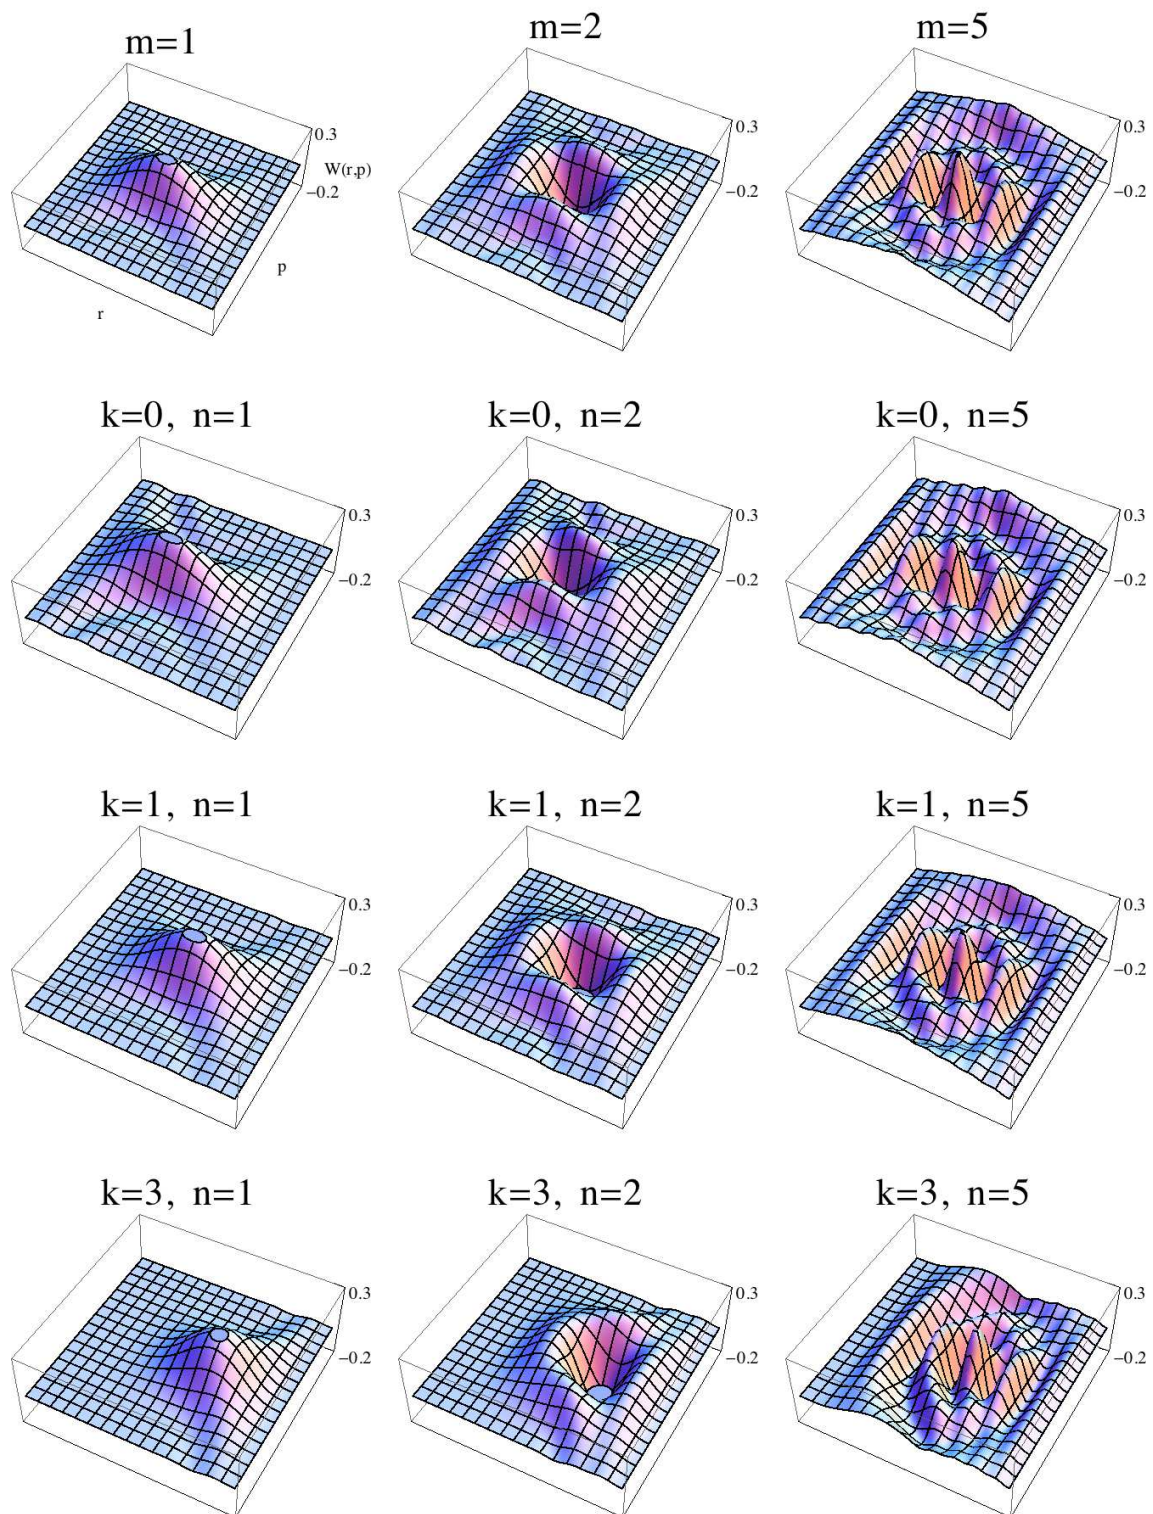 m=1
m=2
m=5
0.3
W(r,p)
−0.2
p
r
0.3
−0.2
0.3
−0.2
k=0, n=1
k=0, n=2
k=0, n=5
0.3
−0.2
0.3
−0.2
0.3
−0.2
k=1, n=1
k=1, n=2
k=1, n=5
0.3
−0.2
0.3
−0.2
0.3
−0.2
k=3, n=1
k=3, n=2
k=3, n=5
0.3
−0.2
0.3
−0.2
0.3
−0.2